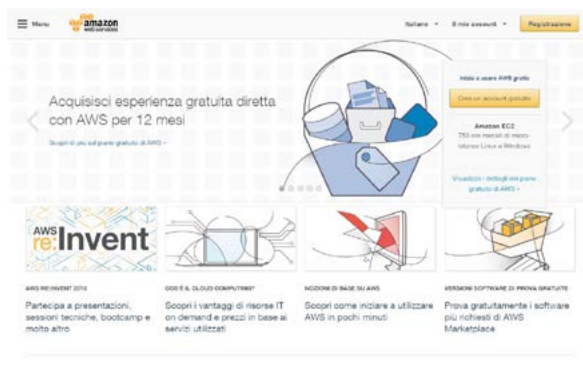 Menu
amazon
web services
Italiano
Il mio account
Registrazione
Acquisisci esperienza gratuita diretta
con AWS per 12
mesi
Scopri di più sul piano gratuito di AWS »
Inizia a usare AWS gratis
Crea un account gratuito
Amazon EC2
750 ore mensili di micro-
istanze Linux e Windows
Visualizza i dettagli del piano
gratuito di AWS »
AWS
re:Invent
AWS RE:INVENT
COS'È IL CLOUD COMPUTING?
NOZIONI DI BASE SU AWS
VERSIONI SOFTWARE DI PROVA GRATUITE
Partecipa a presentazioni,
sessioni tecniche, bootcamp e
molto altro
Scopri i vantaggi di risorse IT
on demand e prezzi in base ai
servizi utilizzati
Scopri come iniziare a utilizzare
AWS in pochi minuti
Prova gratuitamente i software
più richiesti di AWS
Marketplace